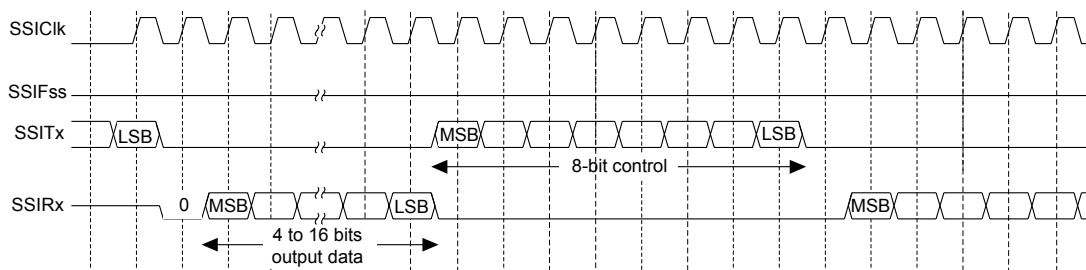 SSIClk
SSIFss
SSITx
LSB
MSB
LSB
8-bit control
SSIRx
0
MSB
LSB
MSB
4 to 16 bits
output data